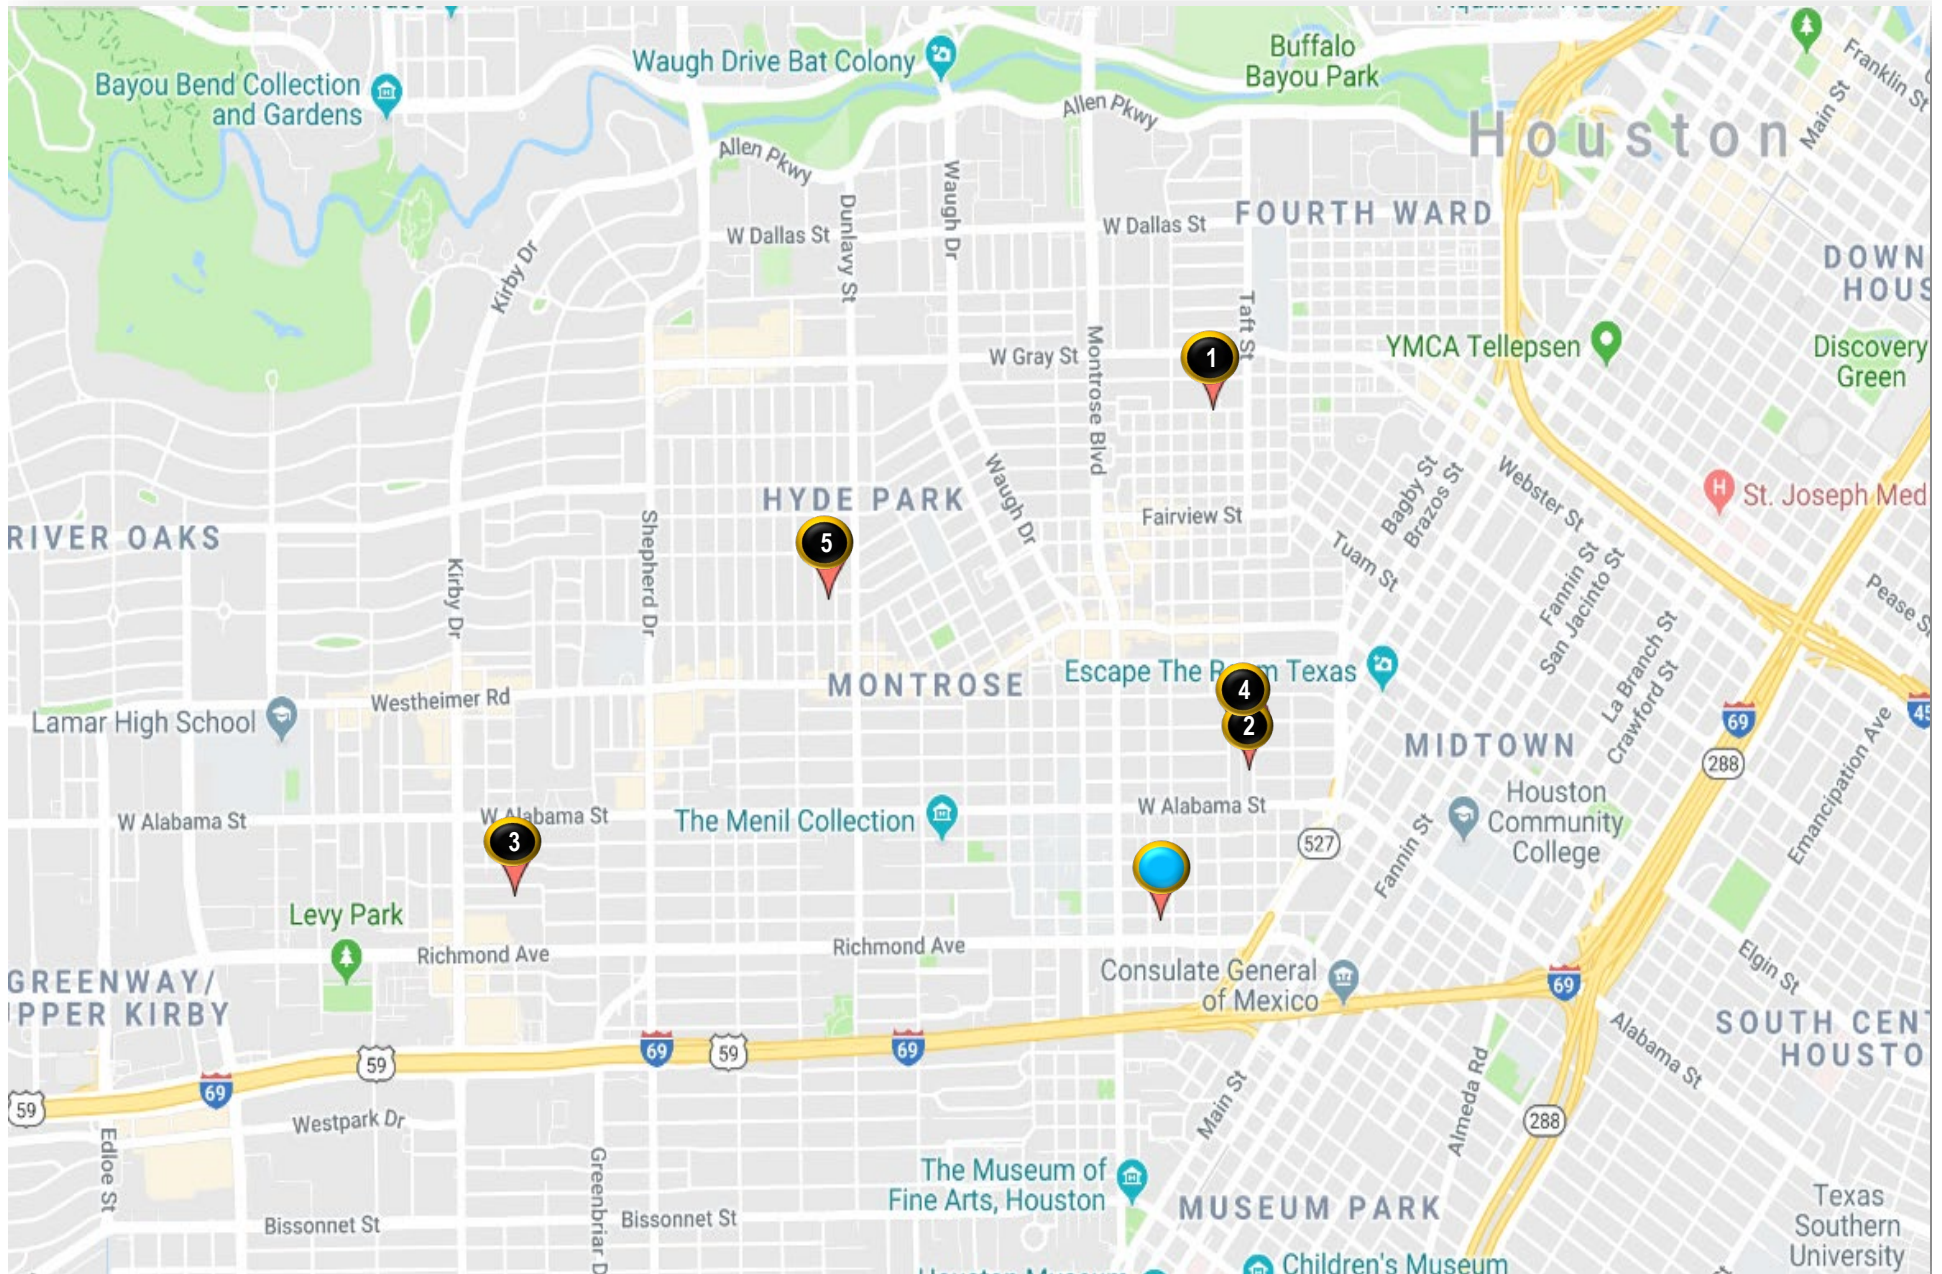 Waugh Drive Bat Colony
Buffalo
Bayou Park
Franklin St
Main St
Bayou Bend Collection
and Gardens
Allen Pkwy
Houston
Allen Pkwy
Waugh Dr
Dunlavy St
W Dallas St
W Dallas St
FOURTH WARD
Kirby Dr
DOWN
HOUS
Taft St
Montrose Blvd
W Gray St
1
YMCA Tellepsen
Discovery
Green
HYDE PARK
Waugh Dr
Bagby St
Brazos St
Webster St
St. Joseph Med
RIVER OAKS
Shepherd Dr
Fairview St
5
Kirby Dr
Tuam St
Fannin St
San Jacinto St
Pease S
La Branch St
Crawford St
Escape The R m Texas
MONTROSE
4
2
Westheimer Rd
Lamar High School
69
45
MIDTOWN
288
Emancipation Ave
W Alabama St
W Alabama St
W Alabama St
The Menil Collection
Houston
Community
College
527
Fannin St
3
Levy Park
Richmond Ave
Richmond Ave
Elgin St
GREENWAY/
PPER KIRBY
Consulate General
of Mexico
69
Alabama St
SOUTH CEN
HOUSTO
69
59
69
59
69
59
Almeda Rd
Main St
288
Westpark Dr
Edloe St
Greenbriar D
Bissonnet St
Bissonnet St
The Museum of
Fine Arts, Houston
MUSEUM PARK
Texas
Southern
University
Children's Museum